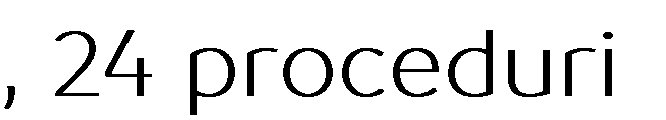 , 24 proceduri